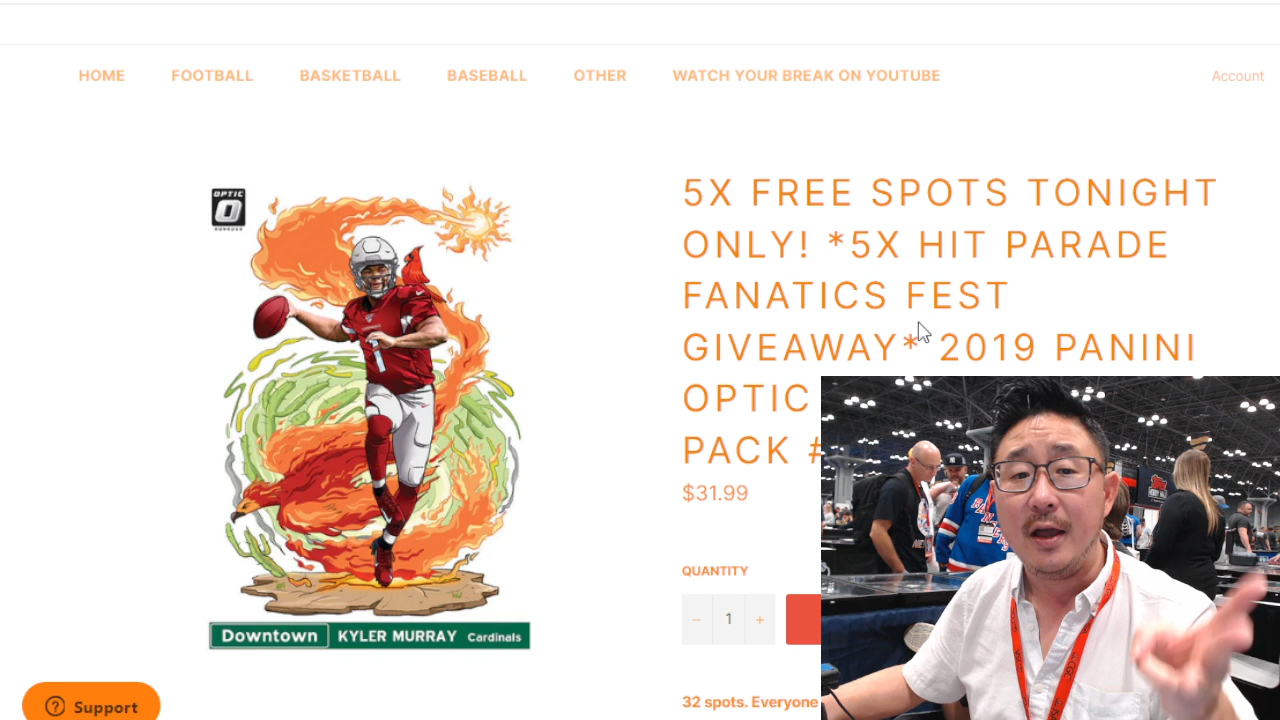 HOME FOOTBALL BASKETBALL BASEBALL OTHER WATCH YOUR BREAK ON YOUTUBE Account
OPTIC
5X FREE SPOTS TONIGHT
ONLY! *5X HIT PARADE
FANATICS FEST
GIVEAWAY* 2019 PANINI
OPTIC
PACK #
$31.99
QUANTITY
− 1 +
Downtown KYLER MURRAY Cardinals
32 spots. Everyone
Support